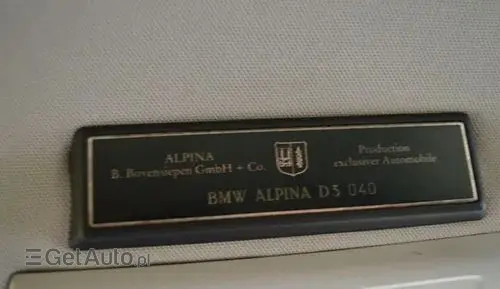 ALPINA
B. Bovensiepen GmbH + Co.
Production
exclusiver Automobile
BMW ALPINA D3 040
GetAuto.pl